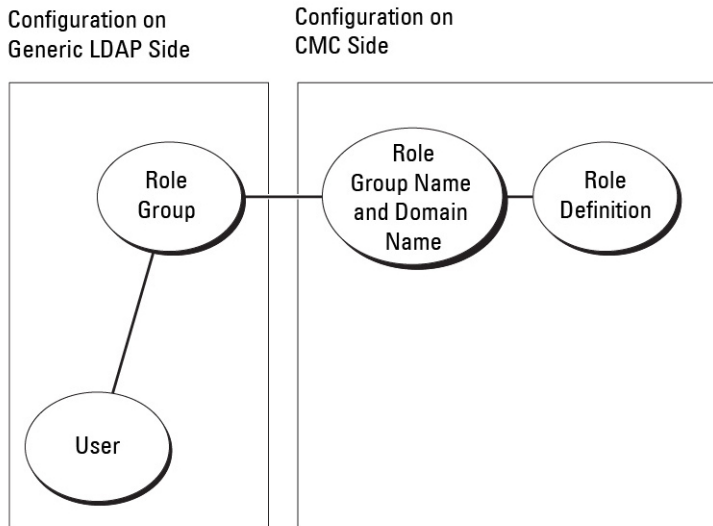 Configuration on
Generic LDAP Side
Configuration on
CMC Side
Role
Group
Role
Group Name
and Domain
Name
Role
Definition
User